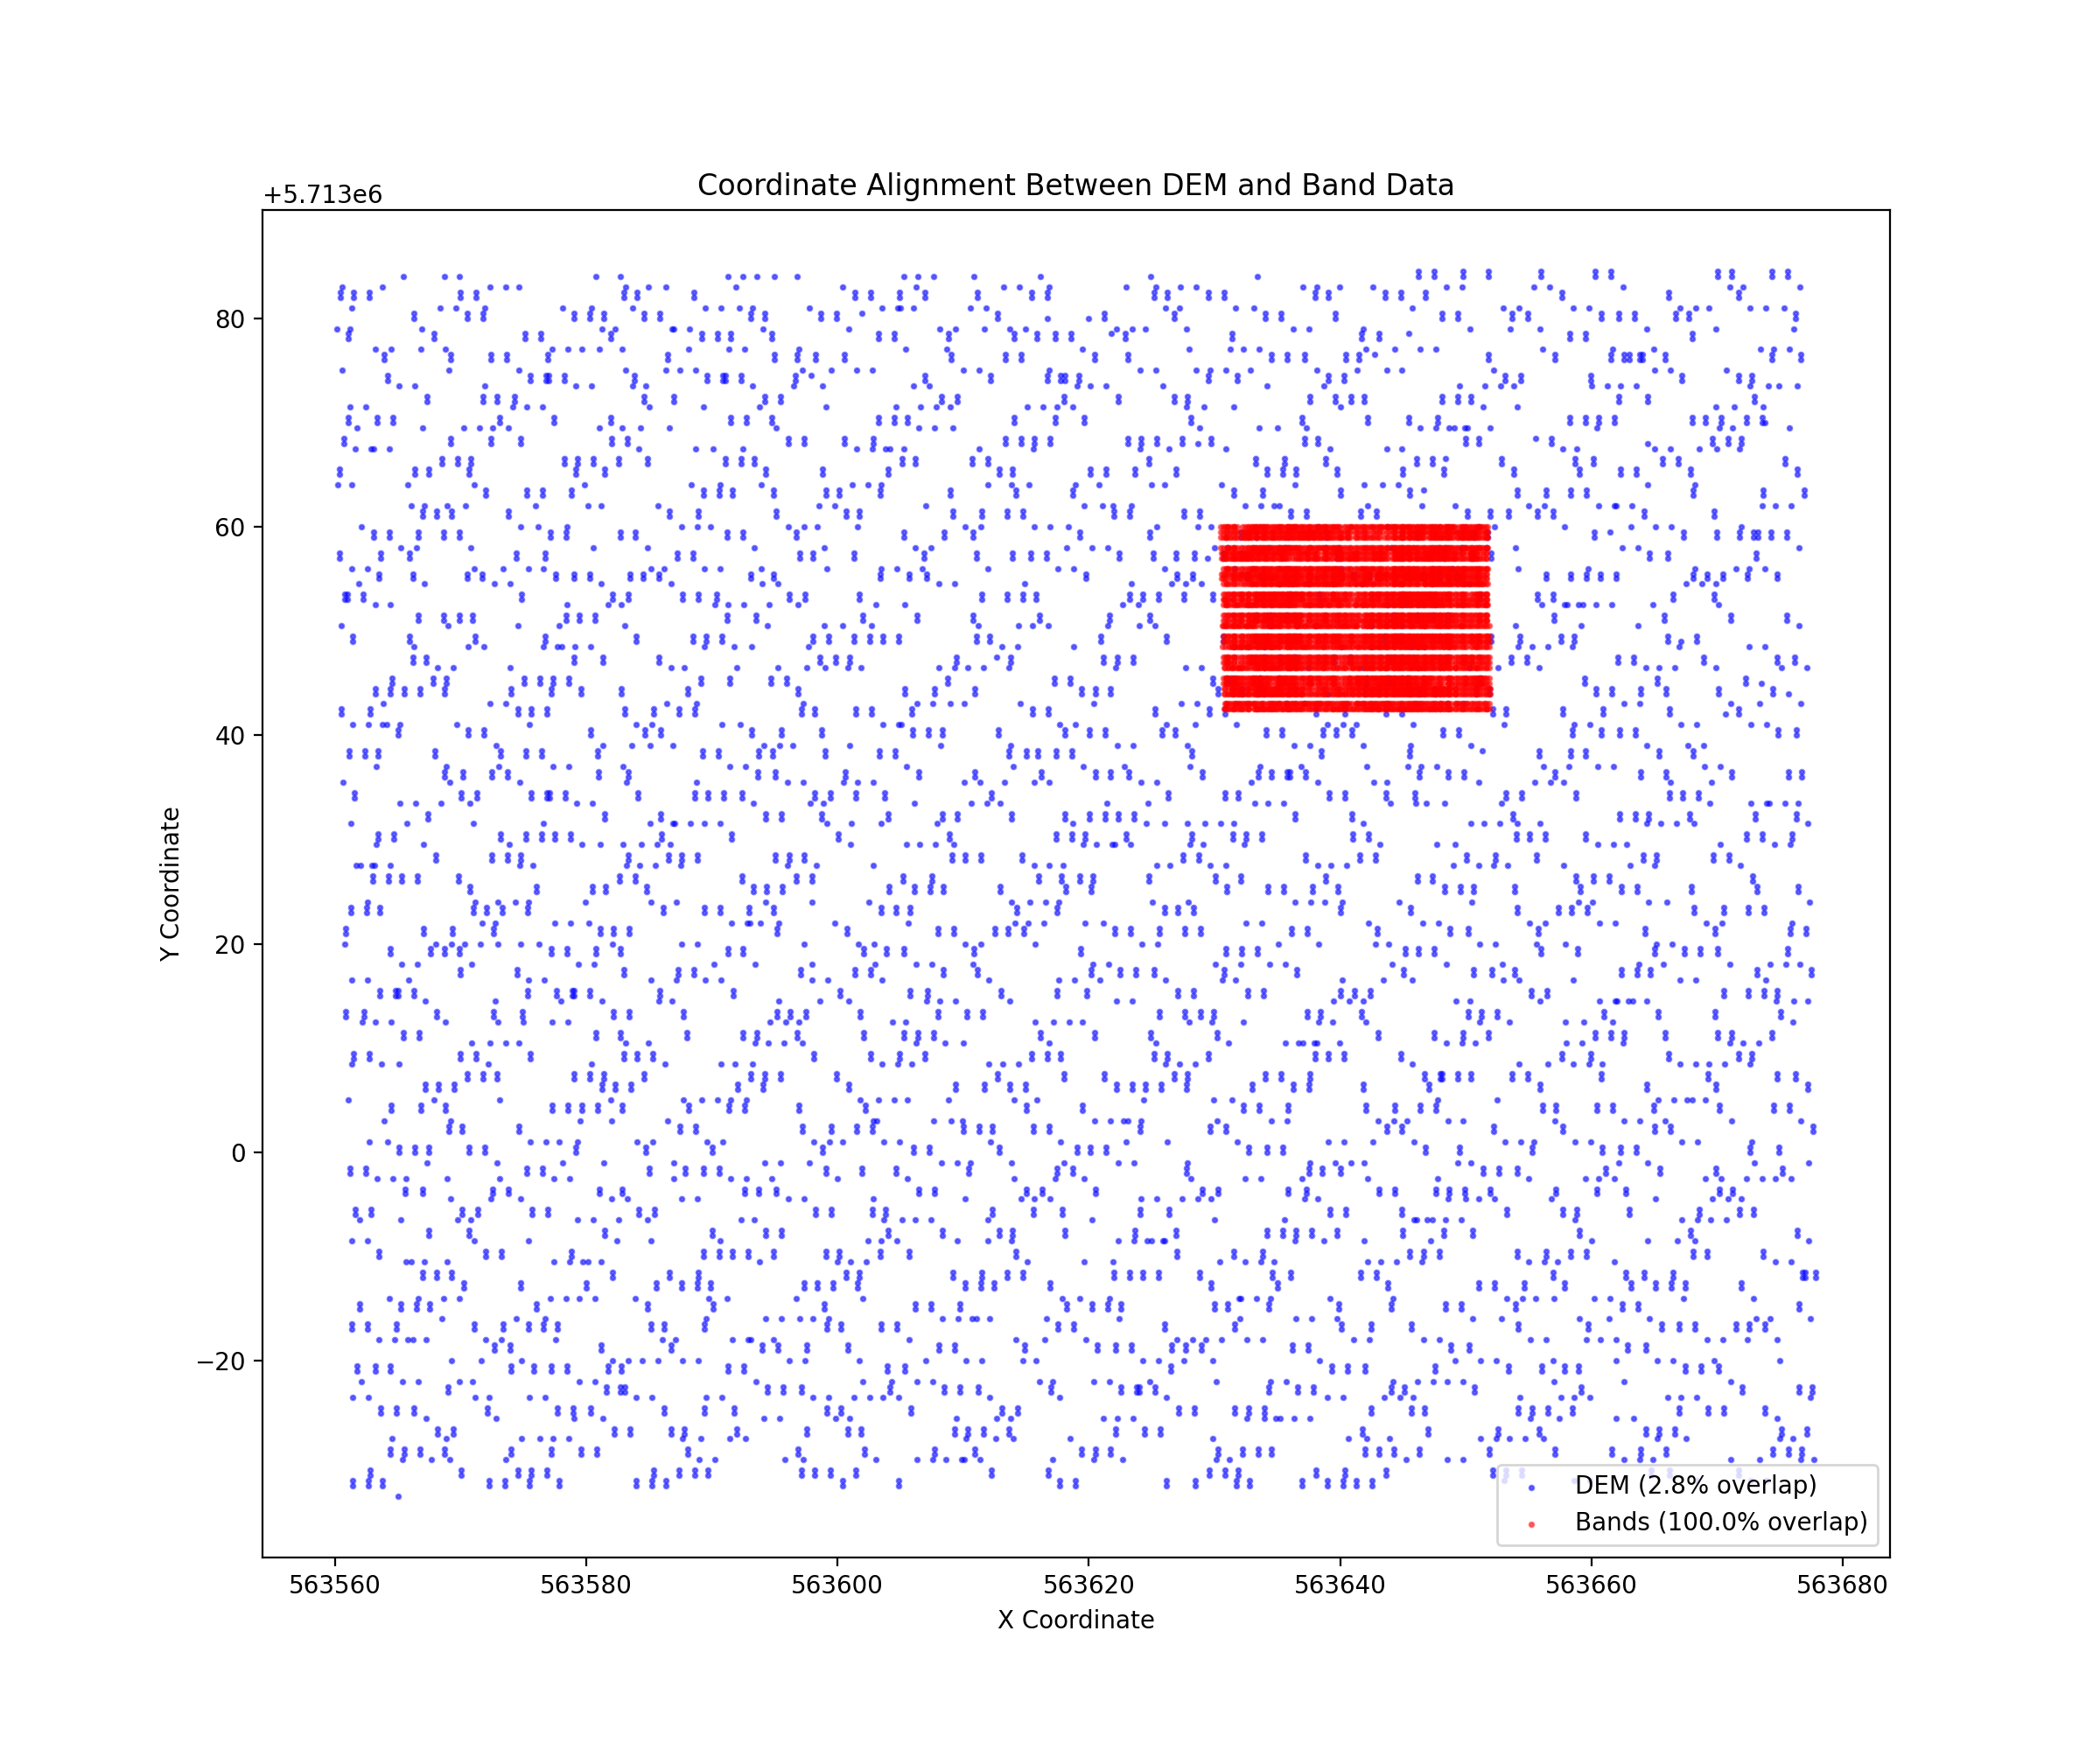 Coordinate Alignment Between DEM and Band Data
+5.713e6
80
60
40
20
0
−20
Y Coordinate
563560 563580 563600 563620 563640 563660 563680
X Coordinate
DEM (2.8% overlap)
Bands (100.0% overlap)